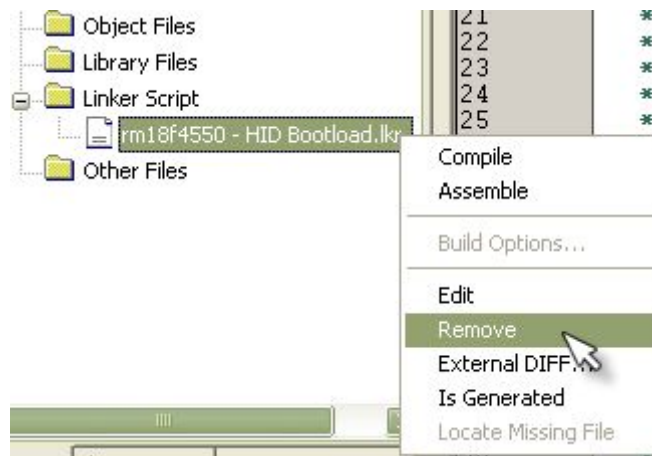 Object Files
Library Files
Linker Script
rm18f4550 - HID Bootload.lkr
Other Files
21 *
22 *
23 *
24 *
25 *
Compile
Assemble
Build Options...
Edit
Remove
External DIFF...
Is Generated
Locate Missing File